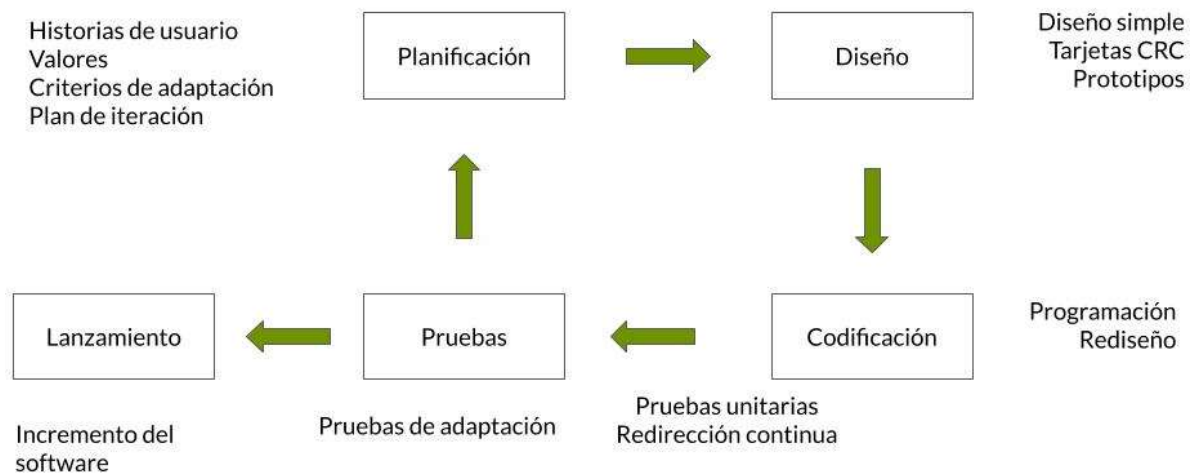 Historias de usuario
Valores
Criterios de adaptación
Plan de iteración
Planificación
Diseño
Diseño simple
Tarjetas CRC
Prototipos
Lanzamiento
Pruebas
Codificación
Programación
Rediseño
Incremento del
software
Pruebas de adaptación
Pruebas unitarias
Redirección continua